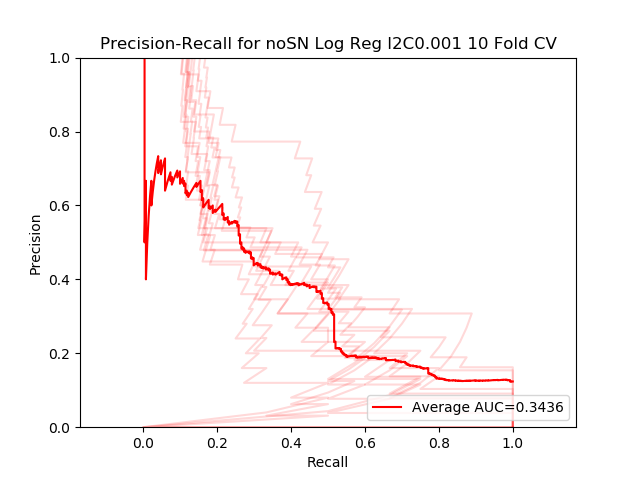 Precision-Recall for noSN Log Reg l2C0.001 10 Fold CV
1.0
0.8
0.6
0.4
0.2
0.0
Precision
0.0 0.2 0.4 0.6 0.8 1.0
Recall
Average AUC=0.3436